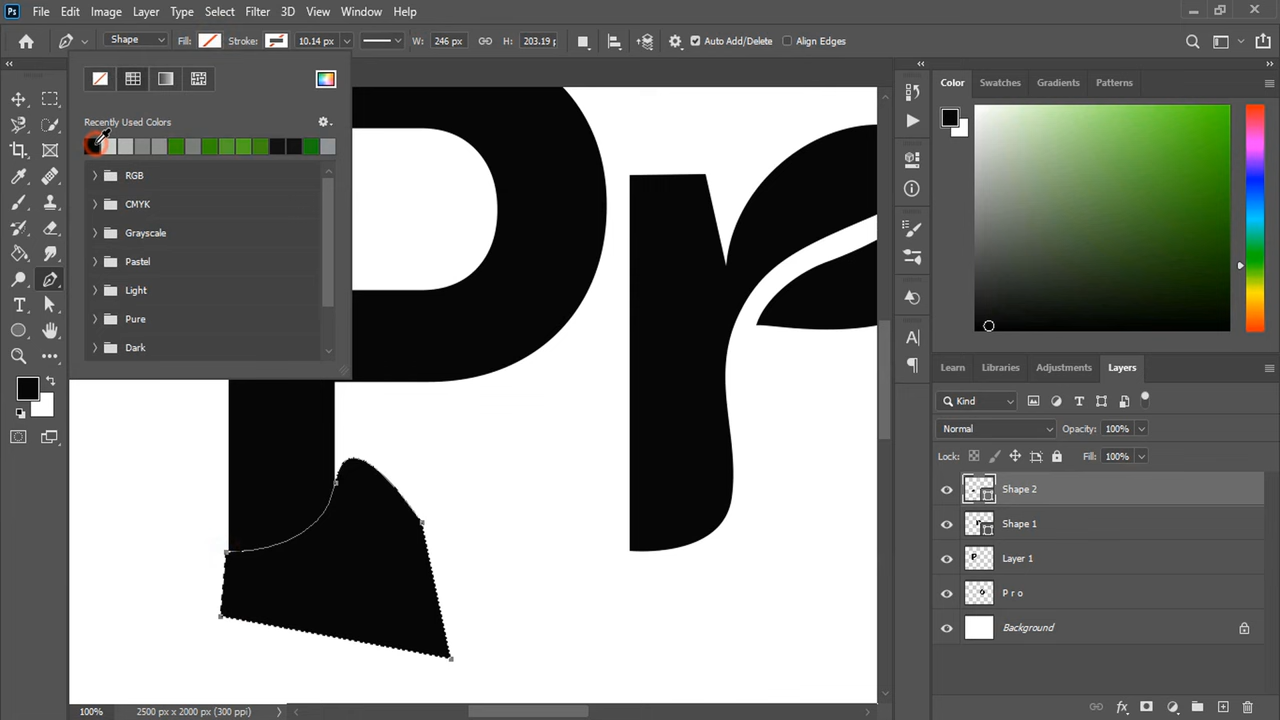 Ps File Edit Image Layer Type Select Filter 3D View Window Help
Shape Fill: Stroke: 10.14 px W: 246 px H: 203.19 p Auto Add/Delete Align Edges
Recently Used Colors
RGB
CMYK
Grayscale
Pastel
Light
Pure
Dark
Pr
Color Swatches Gradients Patterns
Learn Libraries Adjustments Layers
Kind
Normal Opacity: 100%
Lock: Fill: 100%
Shape 2
Shape 1
Layer 1
P r o
Background
100% 2500 px x 2000 px (300 ppi)